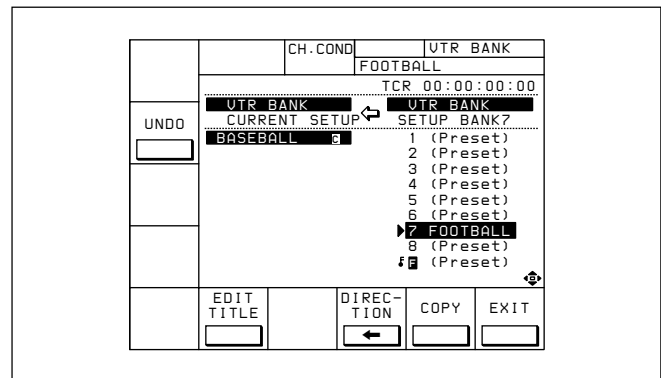 CH.COND VTR BANK
FOOTBALL
TCR 00:00:00:00
VTR BANK VTR BANK
CURRENT SETUP SETUP BANK7
UNDO
BASEBALL C
1 (Preset)
2 (Preset)
3 (Preset)
4 (Preset)
5 (Preset)
6 (Preset)
7 FOOTBALL
8 (Preset)
F (Preset)
EDIT TITLE
DIREC-TION
COPY
EXIT